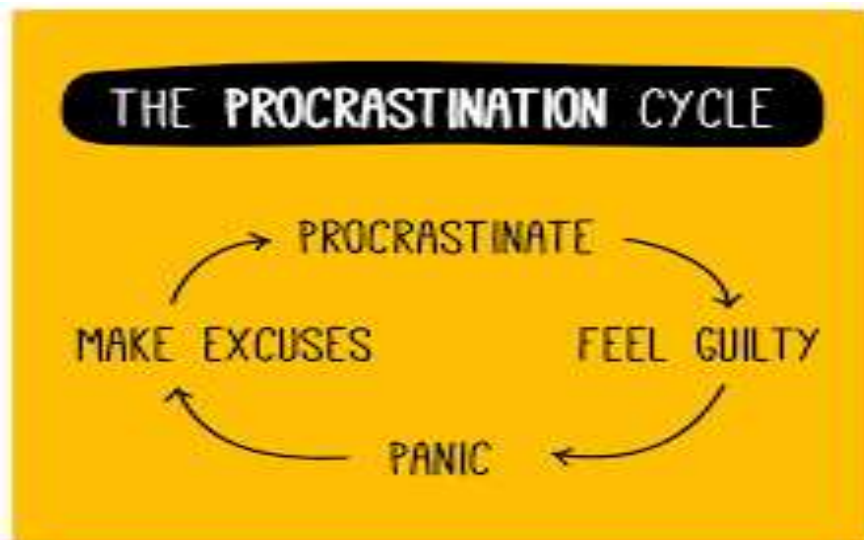 THE PROCRASTINATION CYCLE
PROCRASTINATE
MAKE EXCUSES
FEEL GUILTY
PANIC